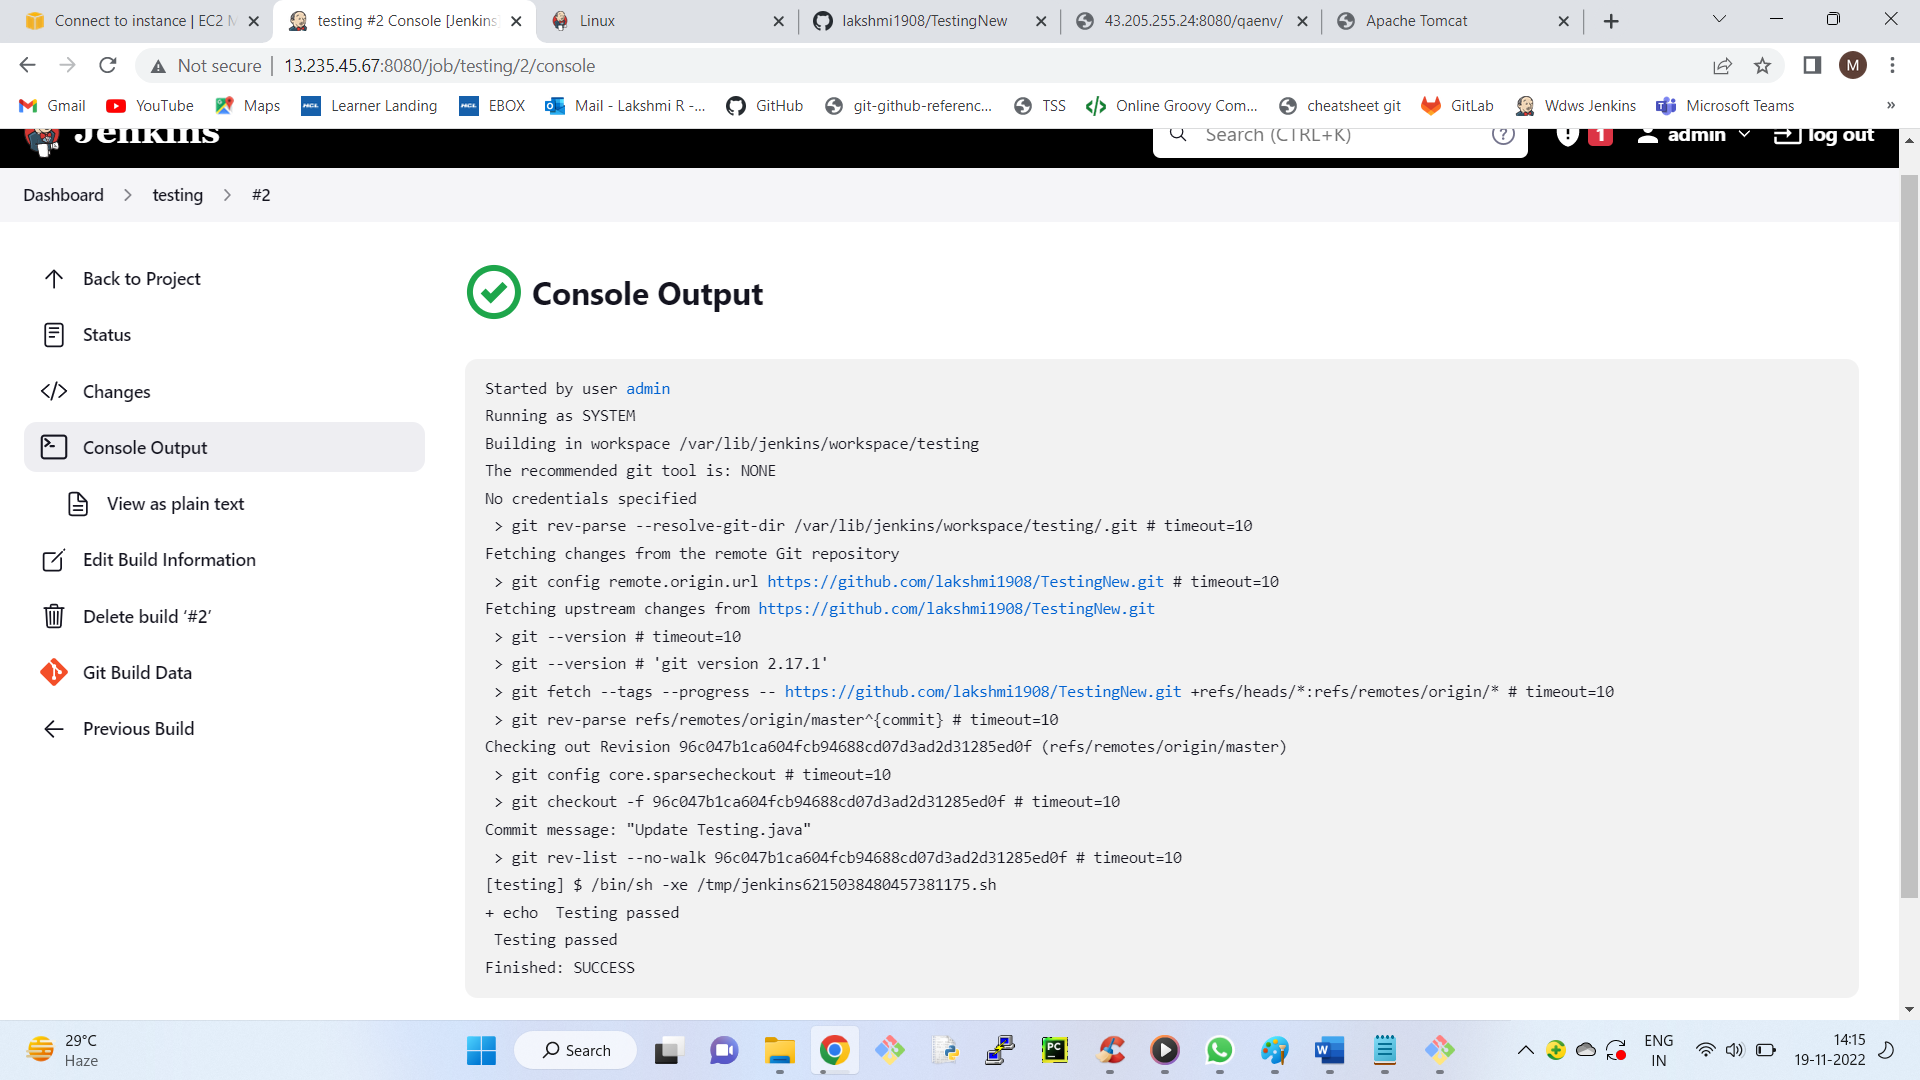 Connect to instance | EC2 M
testing #2 Console [Jenkins]
Linux
lakshmi1908/TestingNew
43.205.255.24:8080/qaenv/
Apache Tomcat
Not secure
13.235.45.67:8080/job/testing/2/console
M
Gmail
YouTube
Maps
HCL
Learner Landing
HCL
EBOX
Mail - Lakshmi R -...
GitHub
git-github-referenc...
TSS
Online Groovy Com...
cheatsheet git
GitLab
Wdws Jenkins
Microsoft Teams
»
Jenkins
Search (CTRL+K)
1
admin
log out
Dashboard
testing
#2
Back to Project
Status
Changes
Console Output
View as plain text
Edit Build Information
Delete build ‘#2’
Git Build Data
Previous Build
Console Output
Started by user admin
Running as SYSTEM
Building in workspace /var/lib/jenkins/workspace/testing
The recommended git tool is: NONE
No credentials specified
> git rev-parse --resolve-git-dir /var/lib/jenkins/workspace/testing/.git # timeout=10
Fetching changes from the remote Git repository
> git config remote.origin.url https://github.com/lakshmi1908/TestingNew.git # timeout=10
Fetching upstream changes from https://github.com/lakshmi1908/TestingNew.git
> git --version # timeout=10
> git --version # 'git version 2.17.1'
> git fetch --tags --progress -- https://github.com/lakshmi1908/TestingNew.git +refs/heads/*:refs/remotes/origin/* # timeout=10
> git rev-parse refs/remotes/origin/master^{commit} # timeout=10
Checking out Revision 96c047b1ca604fcb94688cd07d3ad2d31285ed0f (refs/remotes/origin/master)
> git config core.sparsecheckout # timeout=10
> git checkout -f 96c047b1ca604fcb94688cd07d3ad2d31285ed0f # timeout=10
Commit message: "Update Testing.java"
> git rev-list --no-walk 96c047b1ca604fcb94688cd07d3ad2d31285ed0f # timeout=10
[testing] $ /bin/sh -xe /tmp/jenkins6215038480457381175.sh
+ echo  Testing passed
Testing passed
Finished: SUCCESS
29°C
Haze
Search
PC
W
ENG
IN
14:15
19-11-2022